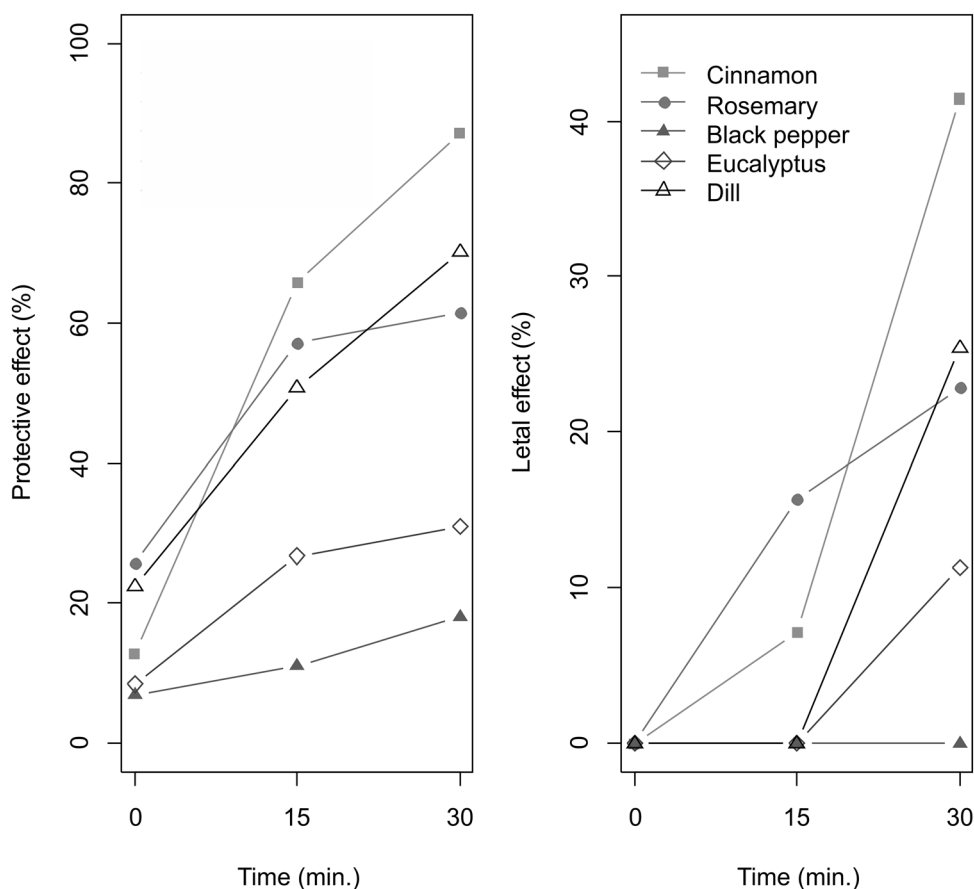 Protective effect (%)
100
80
60
40
20
0
0 15 30
Time (min.)
Letal effect (%)
40
30
20
10
0
Cinnamon
Rosemary
Black pepper
Eucalyptus
Dill
0 15 30
Time (min.)